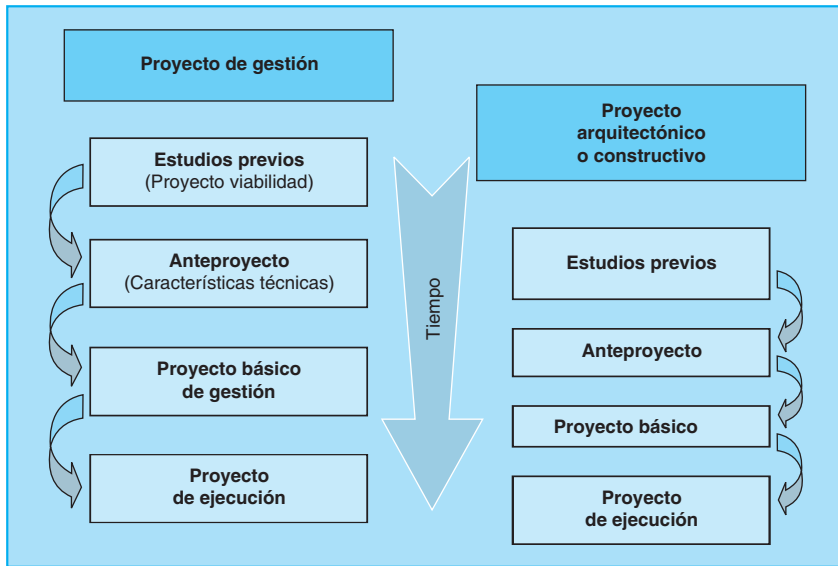 Proyecto de gestión
Estudios previos
(Proyecto viabilidad)
Anteproyecto
(Características técnicas)
Proyecto básico
de gestión
Proyecto
de ejecución
Tiempo
Proyecto
arquitectónico
o constructivo
Estudios previos
Anteproyecto
Proyecto básico
Proyecto
de ejecución